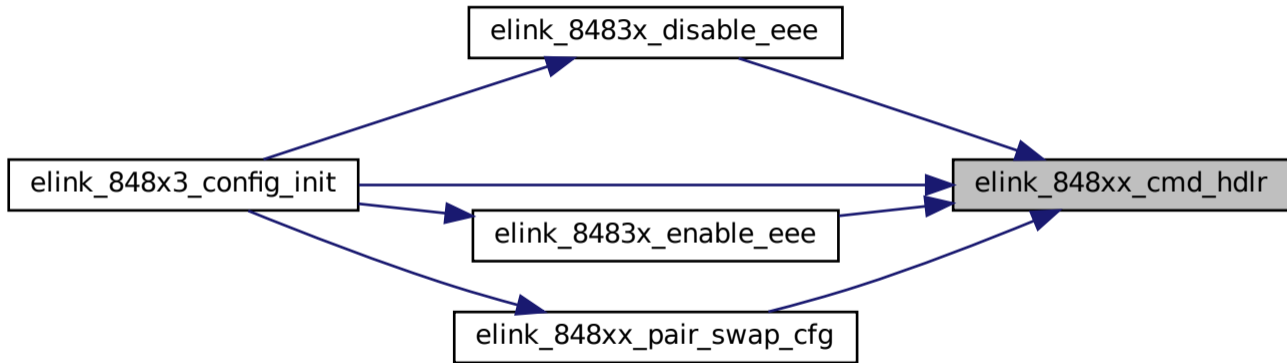 elink_8483x_disable_eee
elink_848x3_config_init
elink_848xx_cmd_hdlr
elink_8483x_enable_eee
elink_848xx_pair_swap_cfg